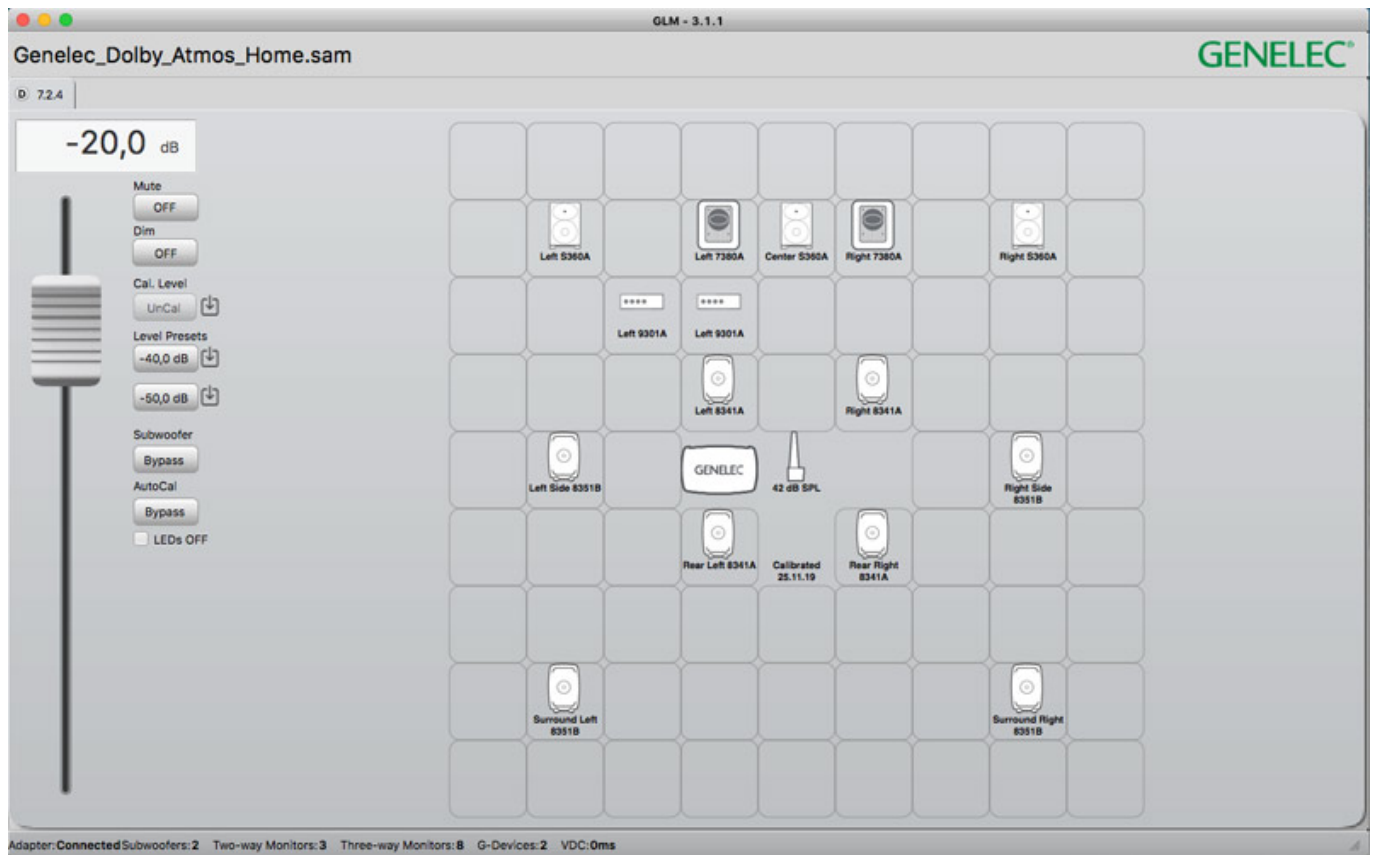 GLM - 3.1.1
Genelec_Dolby_Atmos_Home.sam
GENELEC®
D 7.2.4
-20,0 dB
Mute
OFF
Dim
OFF
Cal. Level
UnCal
Level Presets
-40,0 dB
-50,0 dB
Subwoofer
Bypass
AutoCal
Bypass
LEDs OFF
Left S360A
Left 7380A
Center S360A
Right 7380A
Right S360A
Left 9301A
Left 9301A
Left 8341A
Right 8341A
Left Side 8351B
GENELEC
42 dB SPL
Right Side
8351B
Rear Left 8341A
Calibrated
25.11.19
Rear Right
8341A
Surround Left
8351B
Surround Right
8351B
Adapter:Connected Subwoofers:2 Two-way Monitors:3 Three-way Monitors:8 G-Devices:2 VDC:0ms